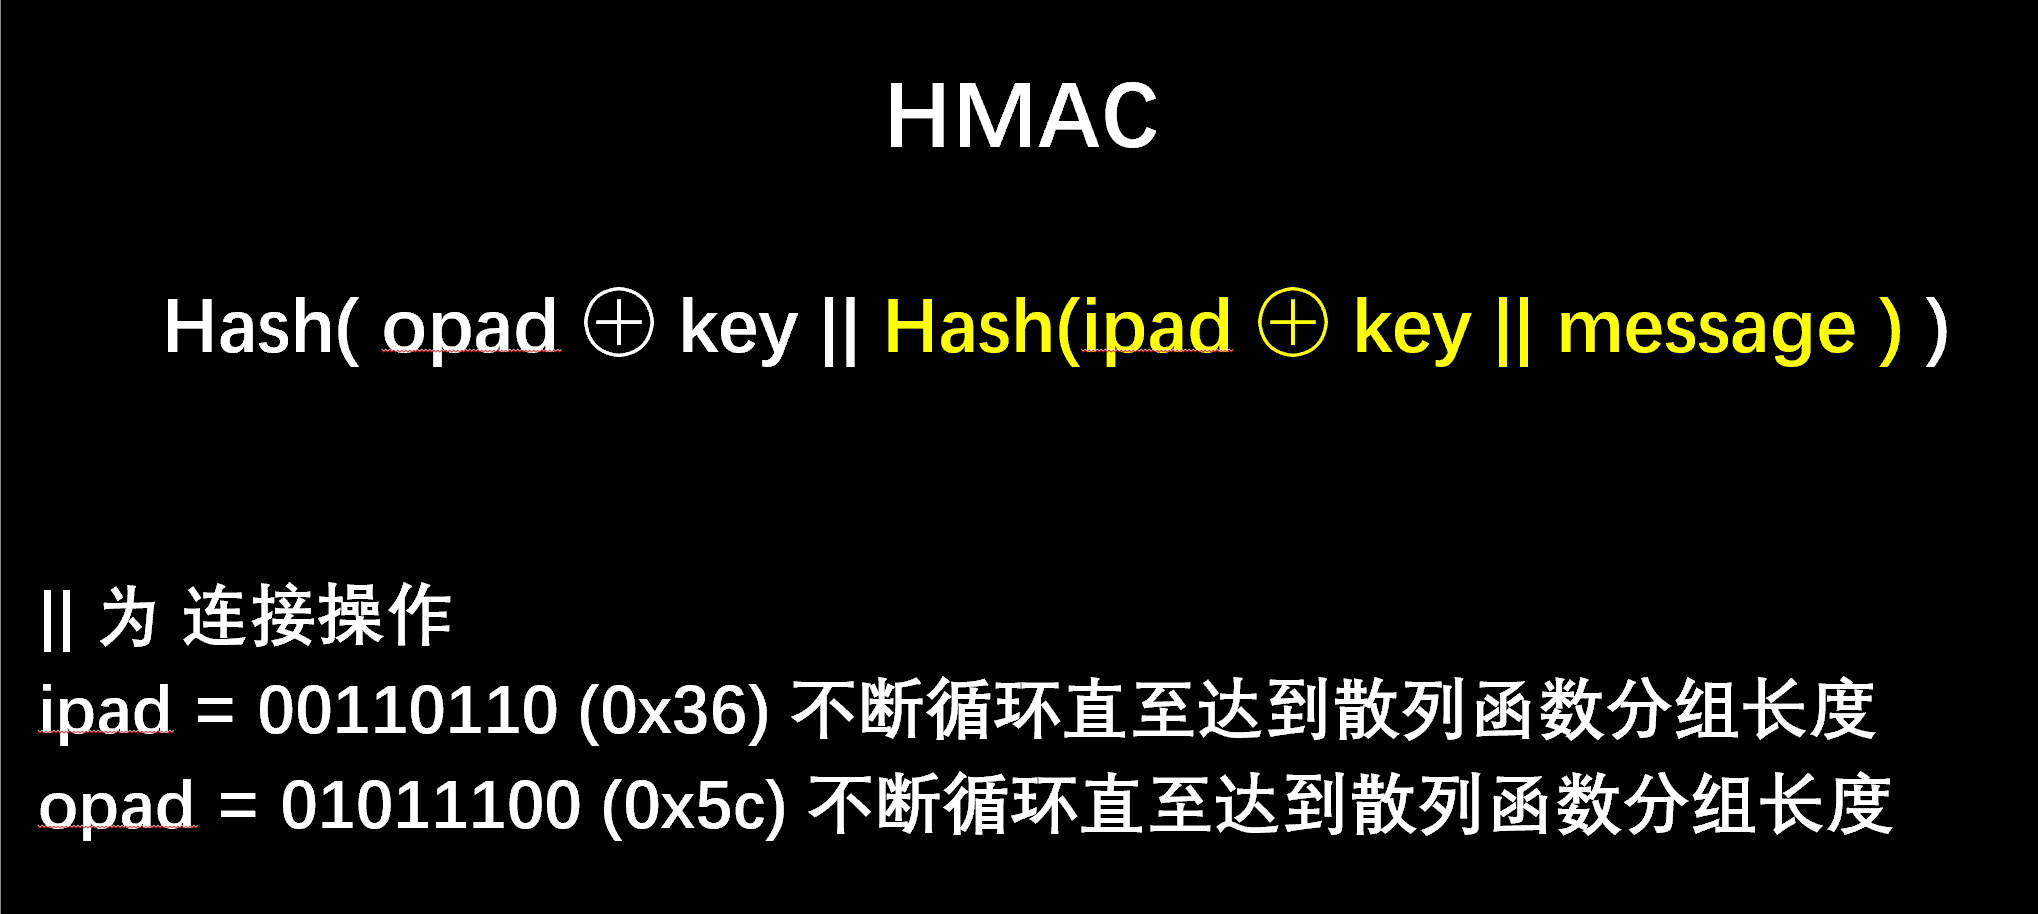 HMAC
Hash( opad ⊕ key || Hash(ipad ⊕ key || message ) )
|| 为 连接操作
ipad = 00110110 (0x36) 不断循环直至达到散列函数分组长度
opad = 01011100 (0x5c) 不断循环直至达到散列函数分组长度